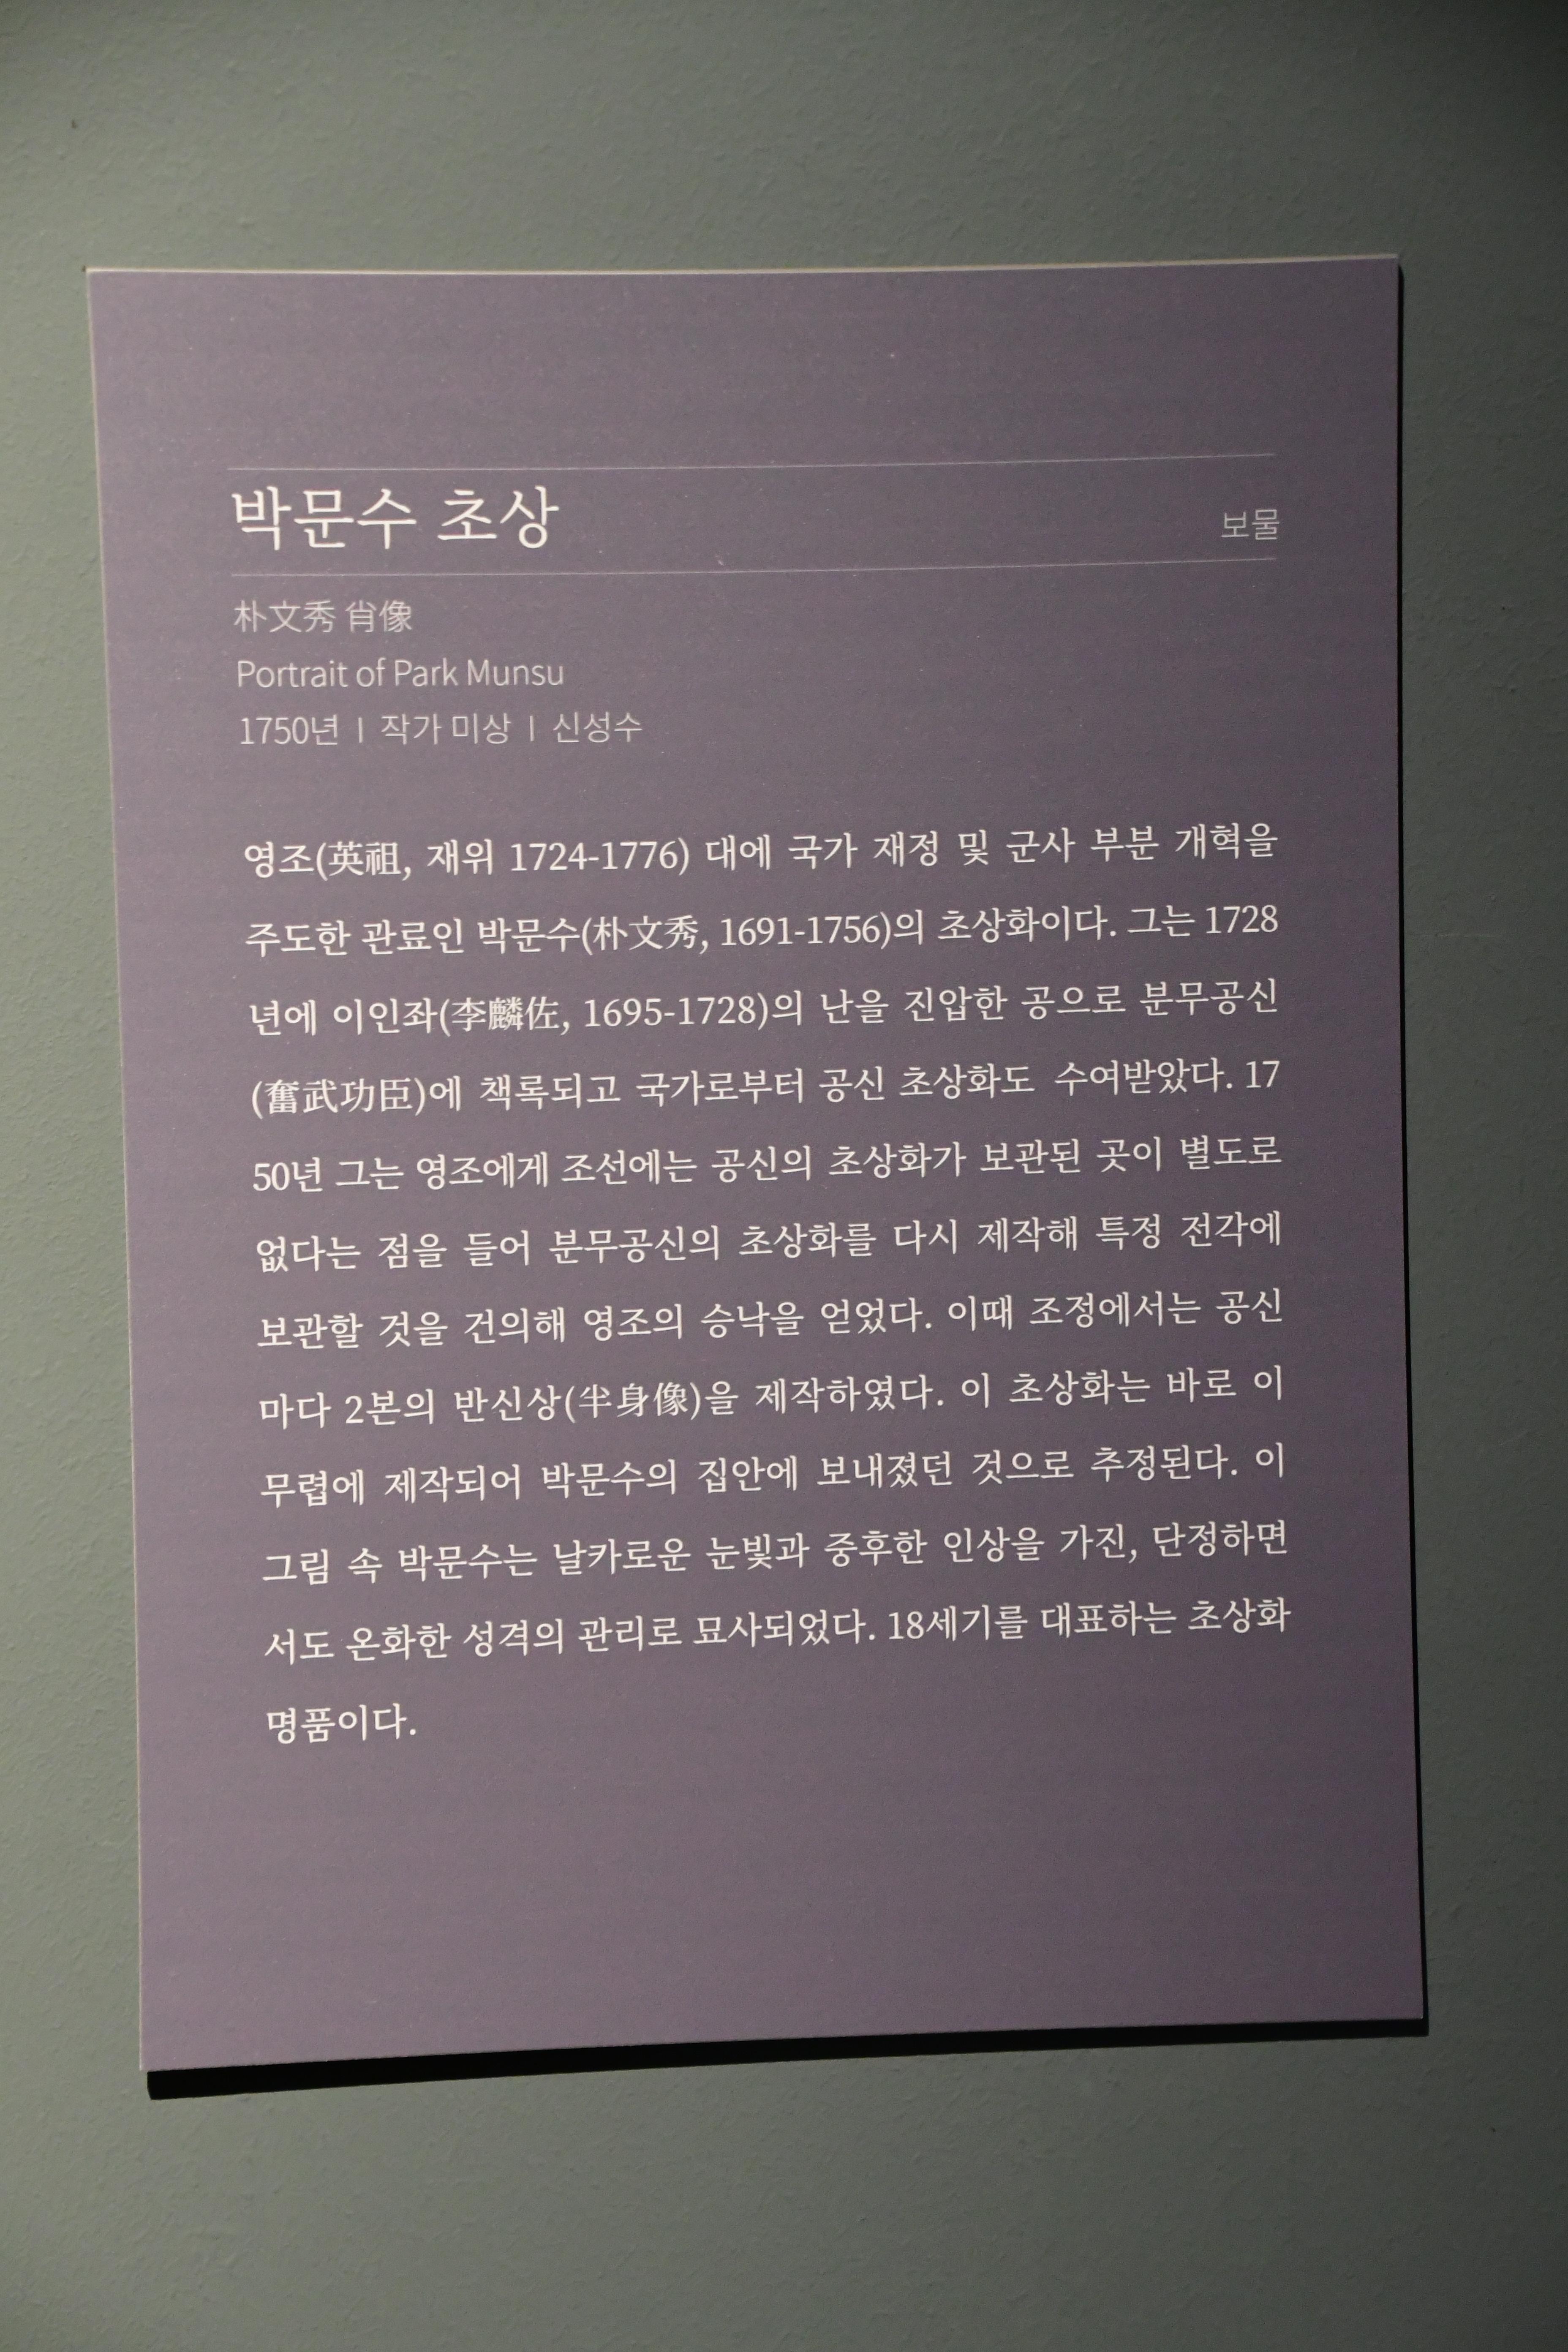 박문수 초상
보물
朴文秀 肖像
Portrait of Park Munsu
1750년 | 작가 미상 | 신성수
영조(英祖, 재위 1724-1776) 대에 국가 재정 및 군사 부분 개혁을
주도한 관료인 박문수(朴文秀, 1691-1756)의 초상화이다. 그는 1728
년에 이인좌(李麟佐, 1695-1728)의 난을 진압한 공으로 분무공신
(奮武功臣)에 책록되고 국가로부터 공신 초상화도 수여받았다. 17
50년 그는 영조에게 조선에는 공신의 초상화가 보관된 곳이 별도로
없다는 점을 들어 분무공신의 초상화를 다시 제작해 특정 전각에
보관할 것을 건의해 영조의 승낙을 얻었다. 이때 조정에서는 공신
마다 2본의 반신상(半身像)을 제작하였다. 이 초상화는 바로 이
무렵에 제작되어 박문수의 집안에 보내졌던 것으로 추정된다. 이
그림 속 박문수는 날카로운 눈빛과 중후한 인상을 가진, 단정하면
서도 온화한 성격의 관리로 묘사되었다. 18세기를 대표하는 초상화
명품이다.